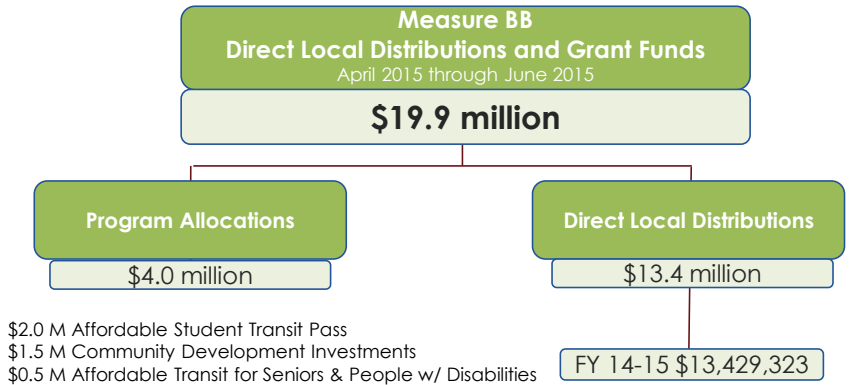 Measure BB
Direct Local Distributions and Grant Funds
April 2015 through June 2015
$19.9 million
Program Allocations
$4.0 million
$2.0 M Affordable Student Transit Pass
$1.5 M Community Development Investments
$0.5 M Affordable Transit for Seniors & People w/ Disabilities
Direct Local Distributions
$13.4 million
FY 14-15 $13,429,323